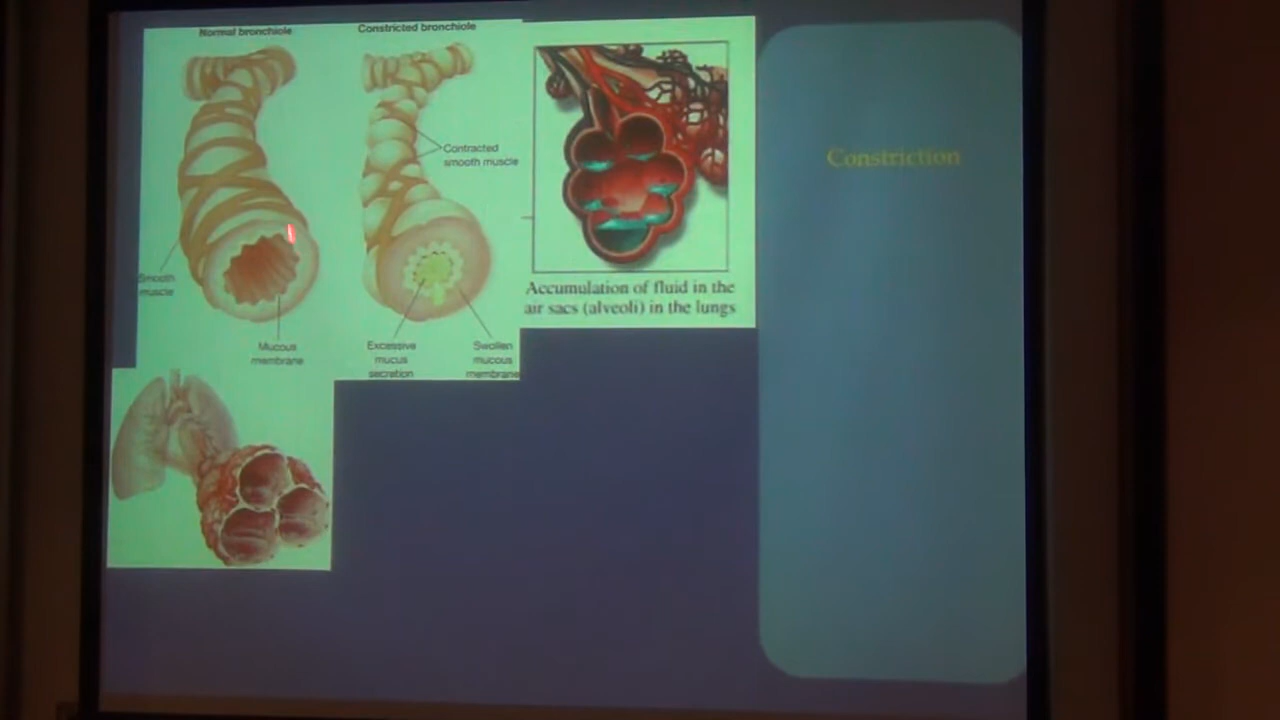 Normal bronchiole
Constricted bronchiole
Contracted
smooth muscle
Smooth
muscle
Mucous
membrane
Excessive
mucus
secretion
Swollen
mucous
membrane
Accumulation of fluid in the
air sacs (alveoli) in the lungs
Constriction